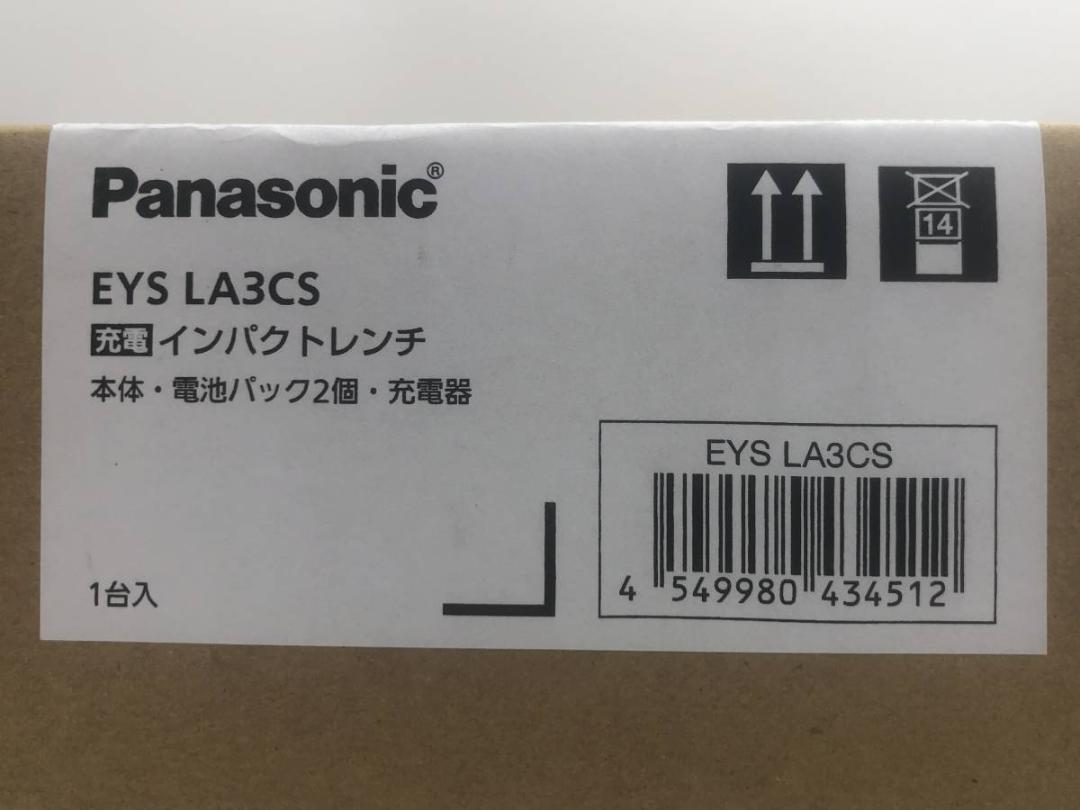 Panasonic®
EYS LA3CS
充電インパクトレンチ
本体・電池パック2個・充電器
1台入
14
EYS LA3CS
4 549980 434512